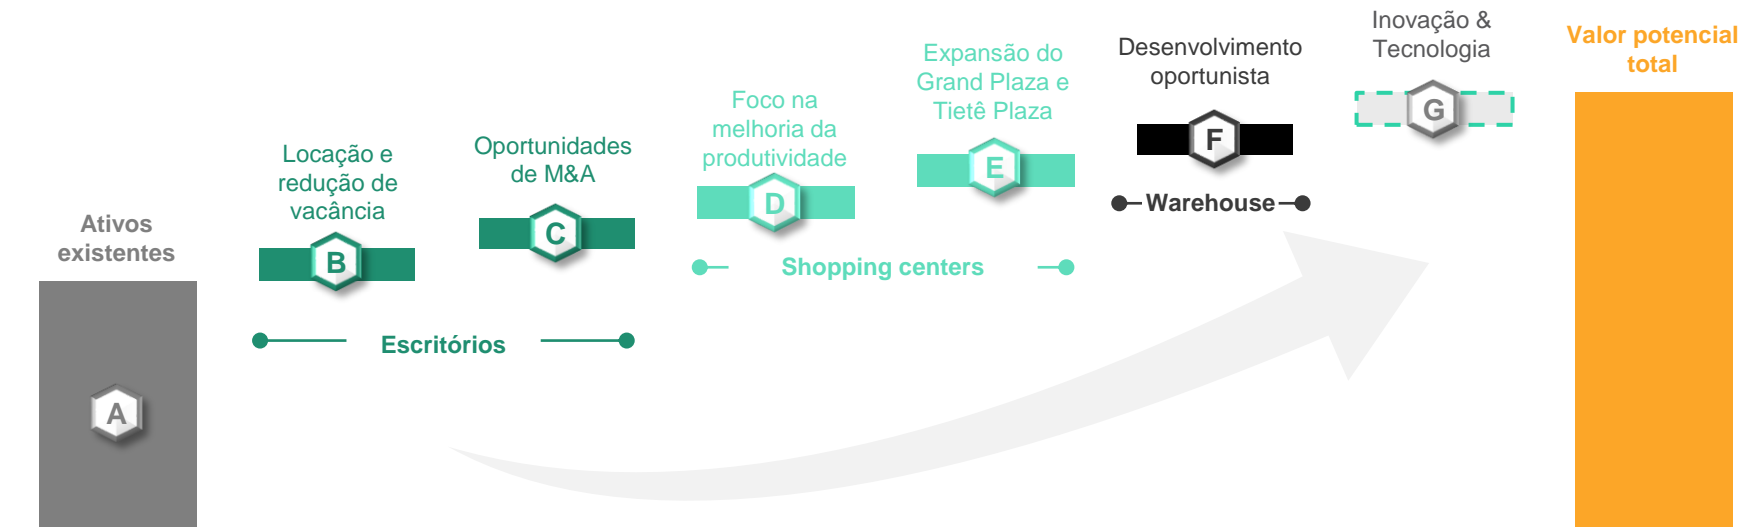 Ativos
existentes
A
Locação e
redução de
vacância
B
Oportunidades
de M&A
C
Escritórios
Foco na
melhoria da
produtividade
D
Expansão do
Grand Plaza e
Tietê Plaza
E
Shopping centers
Desenvolvimento
oportunista
F
Warehouse
Inovação &
Tecnologia
G
Valor potencial
total